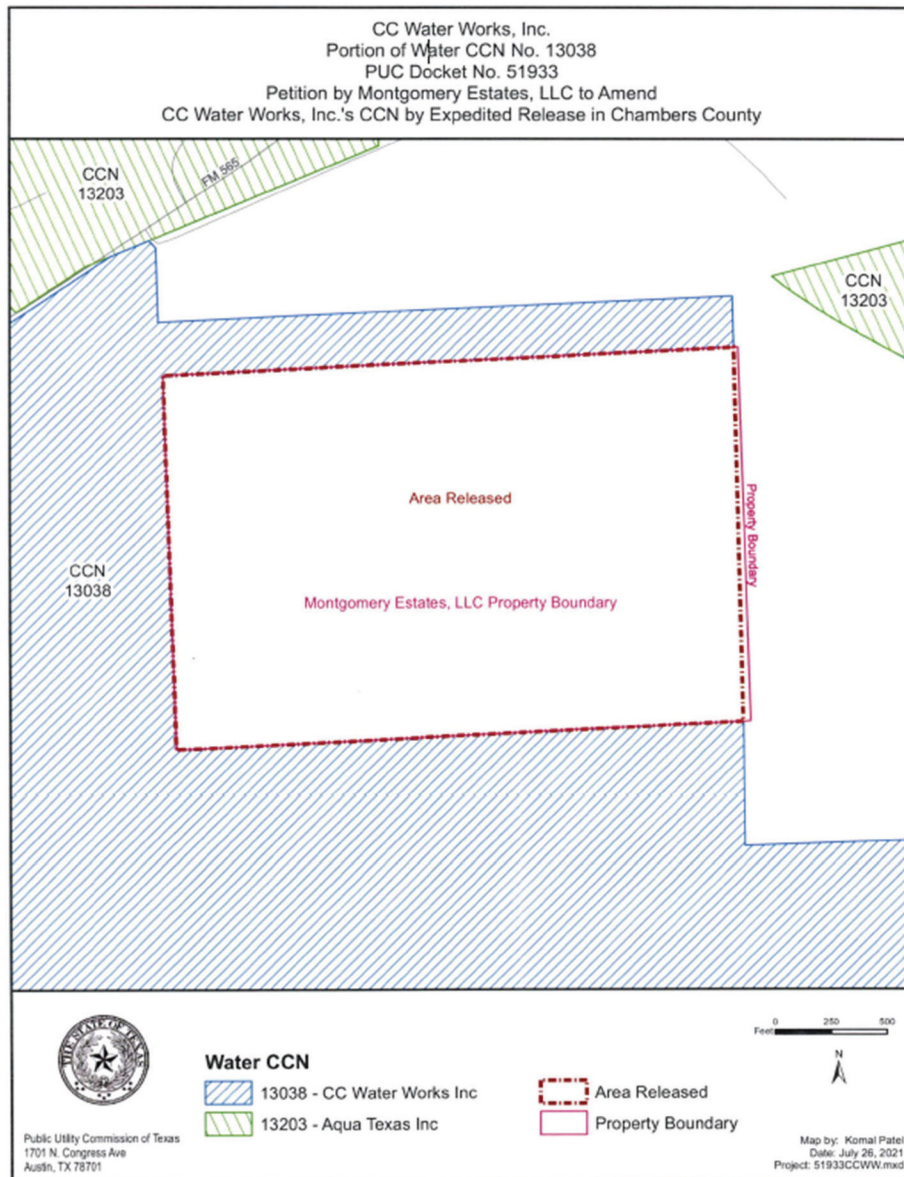 CC Water Works, Inc.
Portion of Water CCN No. 13038
PUC Docket No. 51933
Petition by Montgomery Estates, LLC to Amend
CC Water Works, Inc.'s CCN by Expedited Release in Chambers County
CCN
13203
FM 565
CCN
13203
Area Released
Property Boundary
CCN
13038
Montgomery Estates, LLC Property Boundary
THE STATE OF TEXAS
Water CCN
13038 - CC Water Works Inc
13203 - Aqua Texas Inc
Area Released
Property Boundary
0 250 500
Feet
N
Public Utility Commission of Texas
1701 N. Congress Ave
Austin, TX 78701
Map by: Komal Patel
Date: July 26, 2021
Project: 51933CCWW.mxd